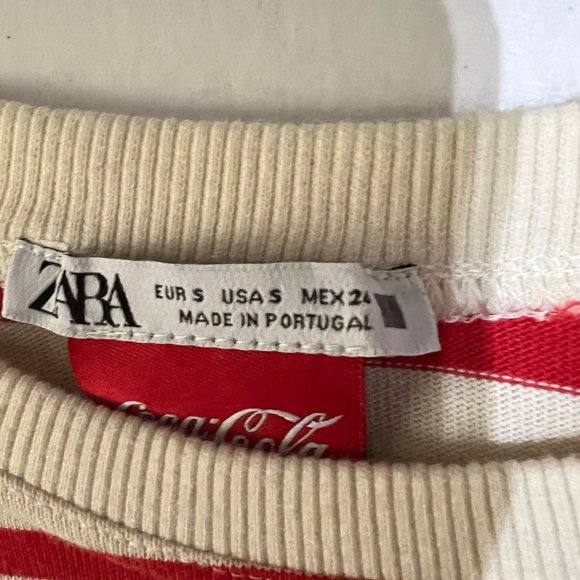 ZARA
EUR S USA S MEX 24
MADE IN PORTUGAL
Coca-Cola